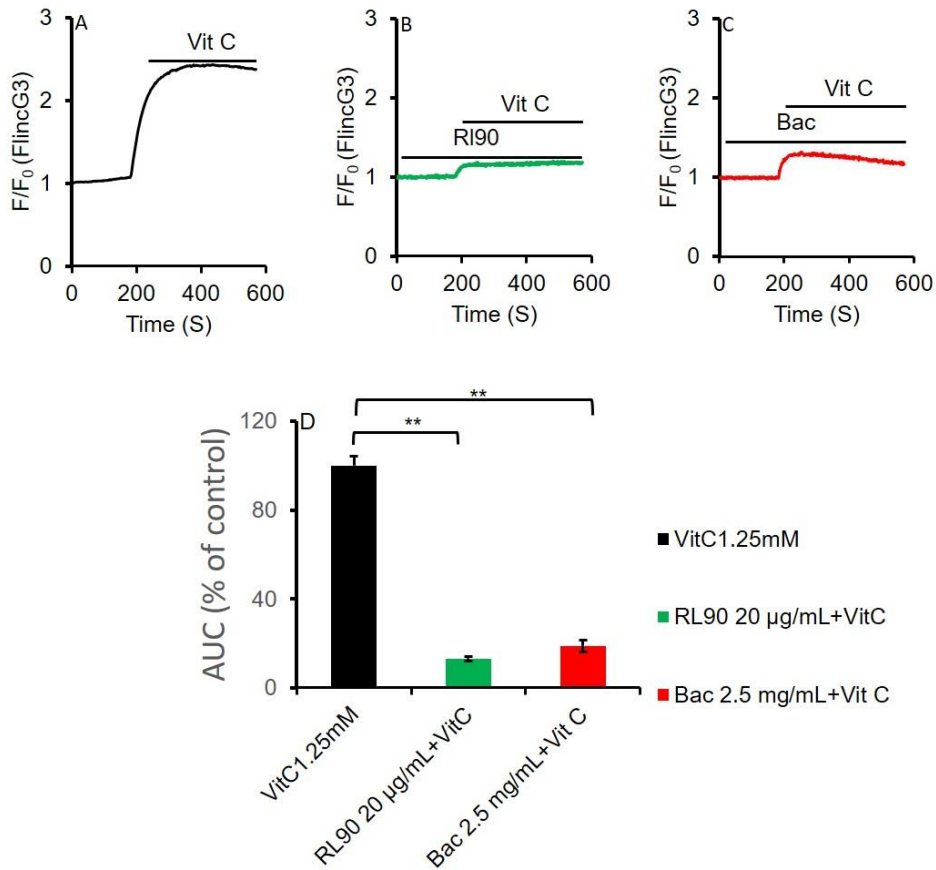 A
3
2
1
0
F/F₀ (FlincG3)
Vit C
0 200 400 600
Time (S)
B
3
2
1
0
F/F₀ (FlincG3)
Vit C
Rl90
0 200 400 600
Time (S)
C
3
2
1
0
F/F₀ (FlincG3)
Vit C
Bac
0 200 400 600
Time (S)
D
**
**
120
80
40
0
AUC (% of control)
VitC1.25mM
RL90 20 µg/mL+VitC
Bac 2.5 mg/mL+Vit C
VitC1.25mM
RL90 20 µg/mL+VitC
Bac 2.5 mg/mL+Vit C